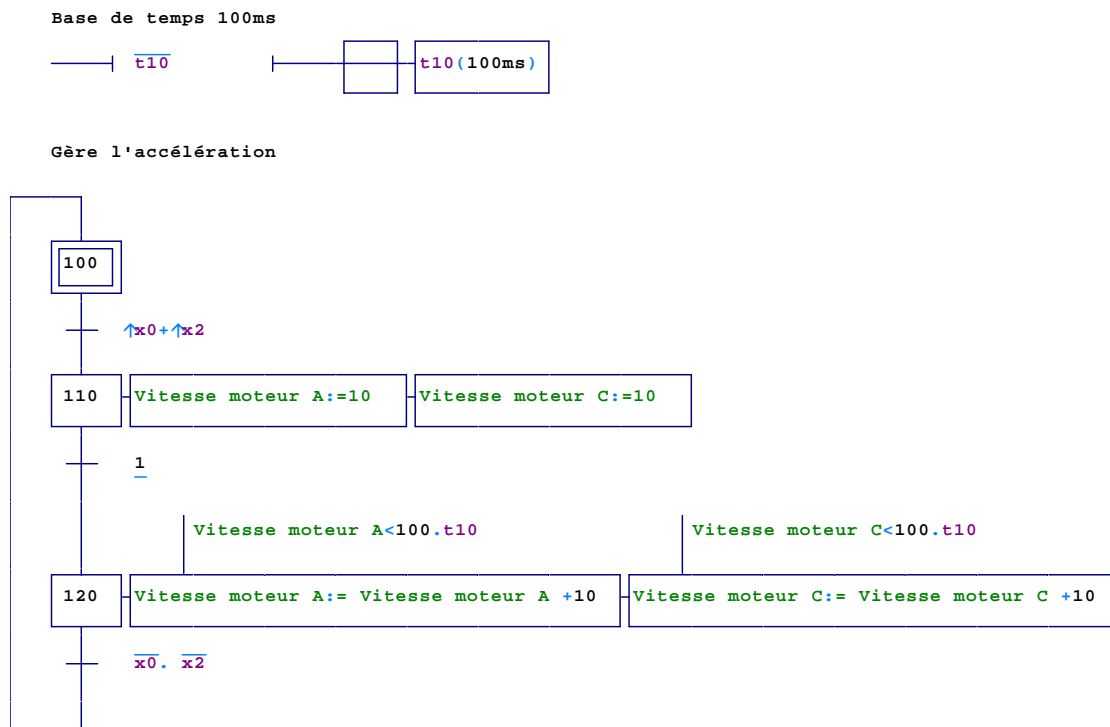 Base de temps 100ms
t10 t10(100ms)
Gère l'accélération
100
↑x0+↑x2
110 Vitesse moteur A:=10 Vitesse moteur C:=10
1
Vitesse moteur A<100.t10 Vitesse moteur C<100.t10
120 Vitesse moteur A:= Vitesse moteur A +10 Vitesse moteur C:= Vitesse moteur C +10
x0. x2